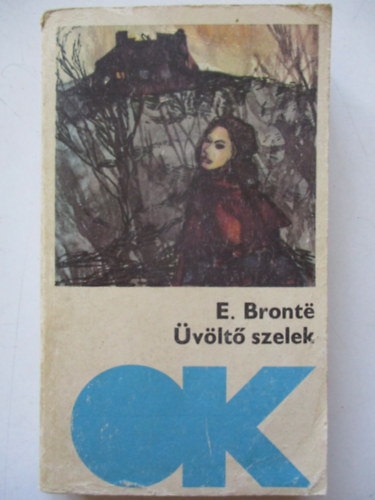 E. Brontë
Üvöltő szelek
OK